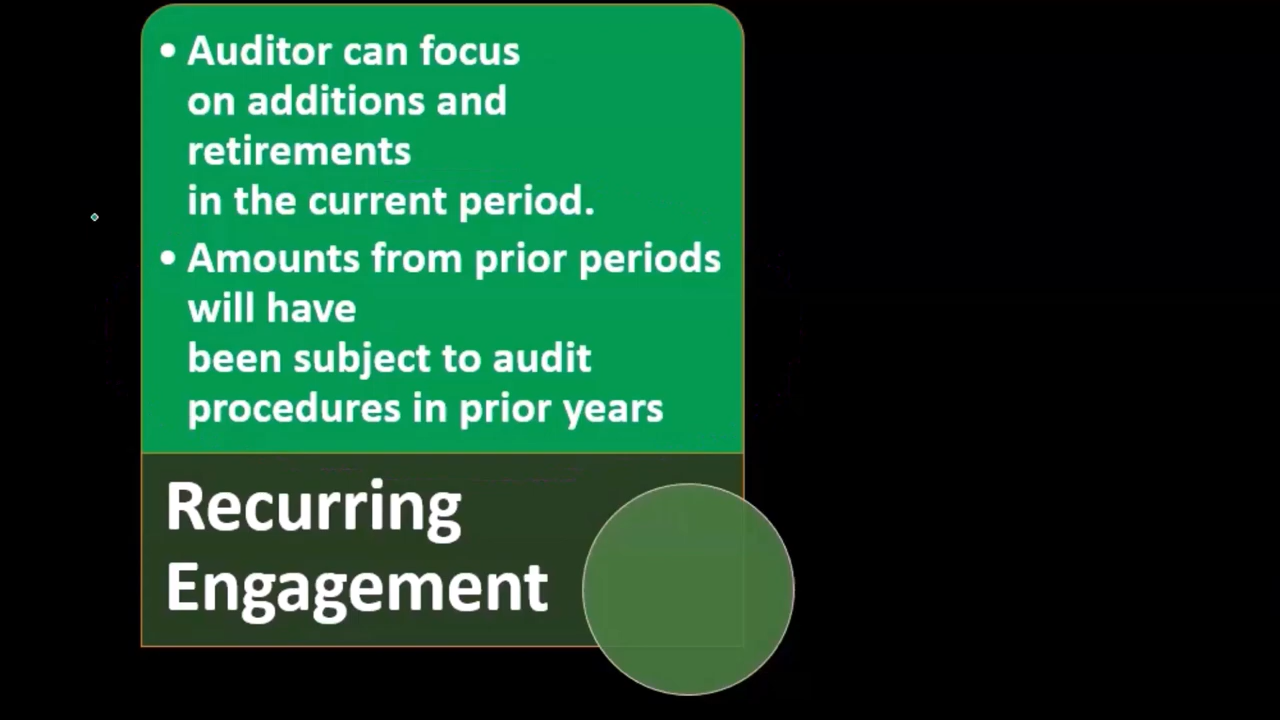 • Auditor can focus
on additions and
retirements
in the current period.
• Amounts from prior periods
will have
been subject to audit
procedures in prior years
Recurring
Engagement